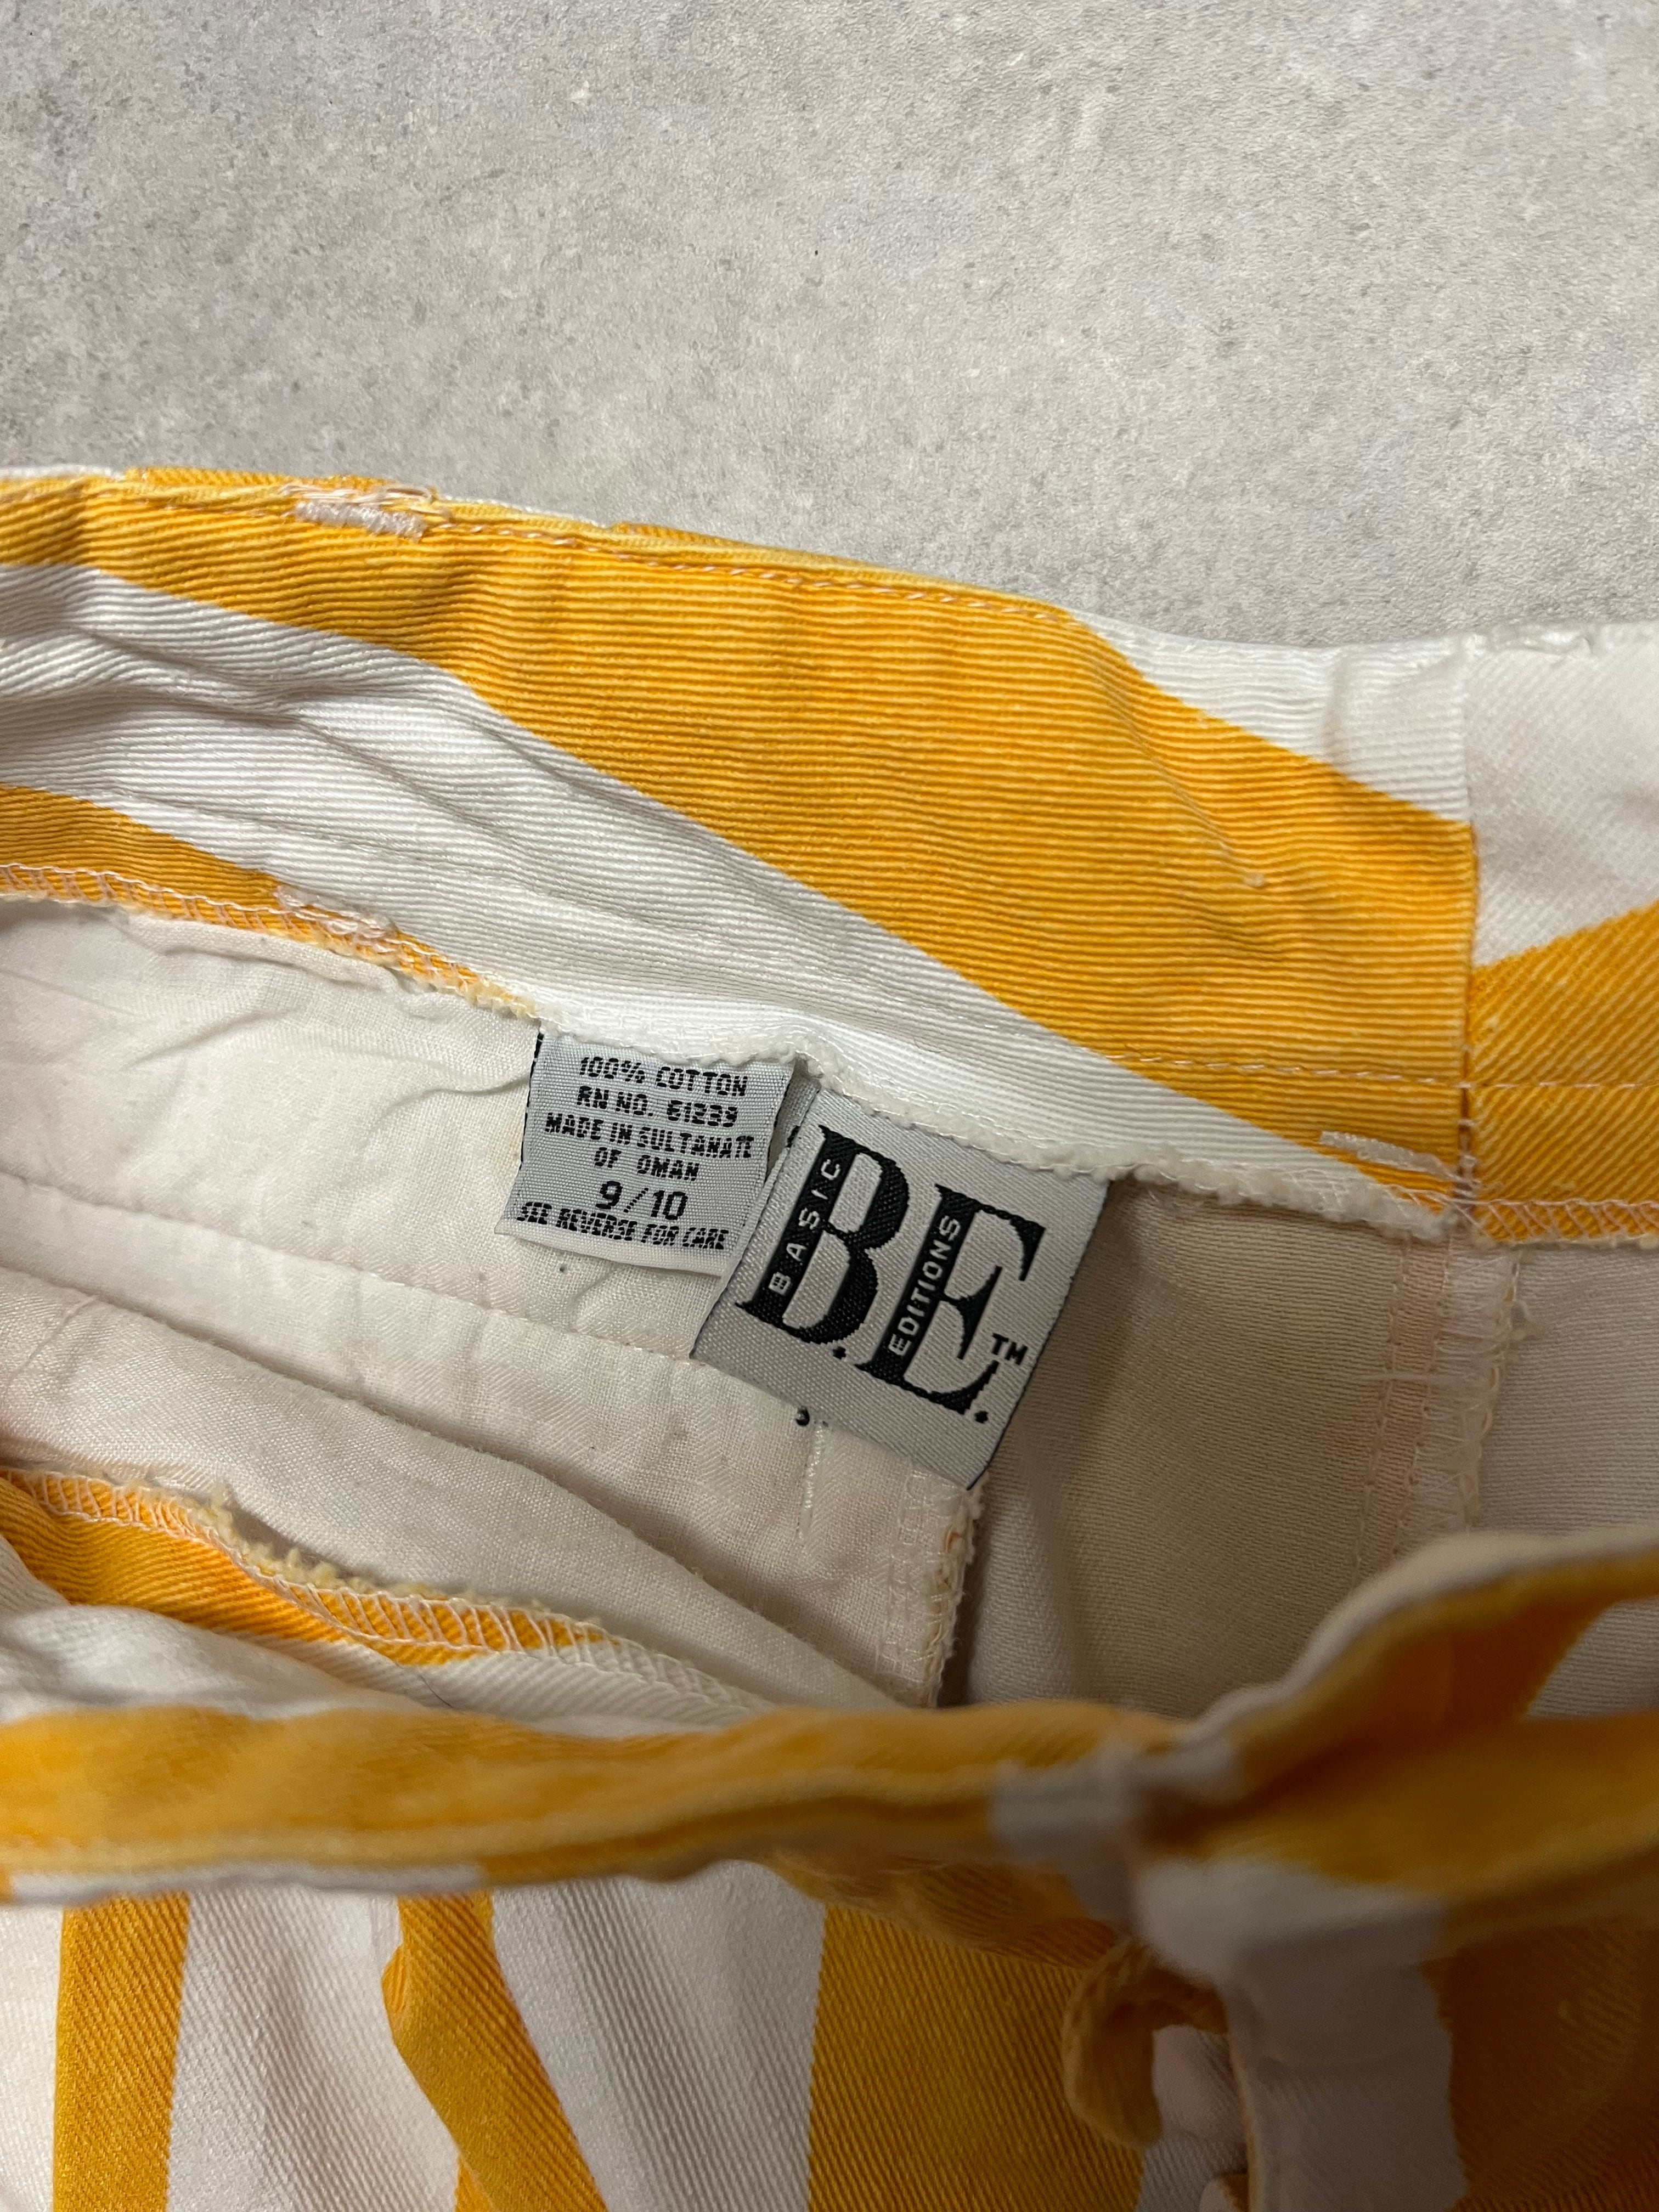 100% COTTON
RN NO. 61239
MADE IN SULTANATE
OF OMAN
9/10
SEE REVERSE FOR CARE
B.E.
BASIC
EDITIONS
TM